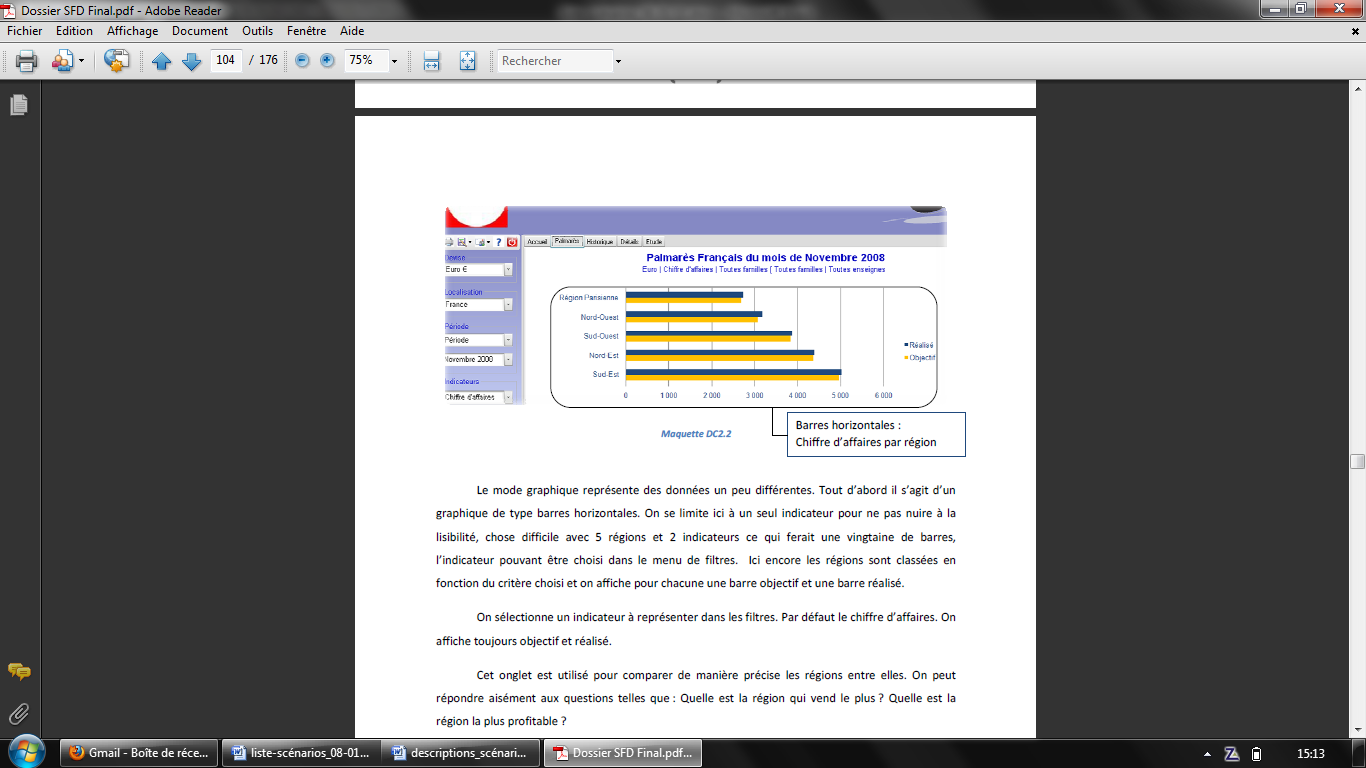 Dossier SFD Final.pdf - Adobe Reader
Fichier Edition Affichage Document Outils Fenêtre Aide
104 / 176 75% Rechercher
Accueil Palmarès Historique Détails Etude
Devise
Euro €
Localisation
France
Période
Période
Novembre 2008
Indicateurs
Chiffre d'affaires
Palmarés Français du mois de Novembre 2008
Euro | Chiffre d'affaires | Toutes familles [ Toutes familles | Toutes enseignes
Région Parisienne
Nord-Ouest
Sud-Ouest
Nord-Est
Sud-Est
0 1 000 2 000 3 000 4 000 5 000 6 000
Réalisé
Objectif
Barres horizontales :
Chiffre d'affaires par région
Maquette DC2.2
Le mode graphique représente des données un peu différentes. Tout d'abord il s'agit d'un
graphique de type barres horizontales. On se limite ici à un seul indicateur pour ne pas nuire à la
lisibilité, chose difficile avec 5 régions et 2 indicateurs ce qui ferait une vingtaine de barres,
l'indicateur pouvant être choisi dans le menu de filtres. Ici encore les régions sont classées en
fonction du critère choisi et on affiche pour chacune une barre objectif et une barre réalisé.
On sélectionne un indicateur à représenter dans les filtres. Par défaut le chiffre d'affaires. On
affiche toujours objectif et réalisé.
Cet onglet est utilisé pour comparer de manière précise les régions entre elles. On peut
répondre aisément aux questions telles que : Quelle est la région qui vend le plus ? Quelle est la
région la plus profitable ?
Gmail - Boîte de réce... liste-scénarios_08-01... descriptions_scénari... Dossier SFD Final.pdf... 15:13